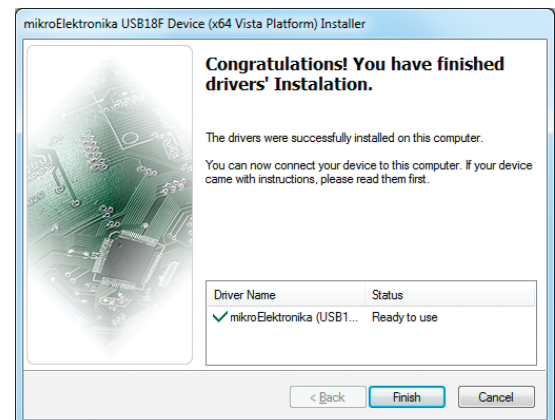 mikroElektronika USB18F Device (x64 Vista Platform) Installer
Congratulations! You have finished
drivers' Instalation.
The drivers were successfully installed on this computer.
You can now connect your device to this computer. If your device
came with instructions, please read them first.
Driver Name Status
mikroElektronika (USB1... Ready to use
< Back Finish Cancel